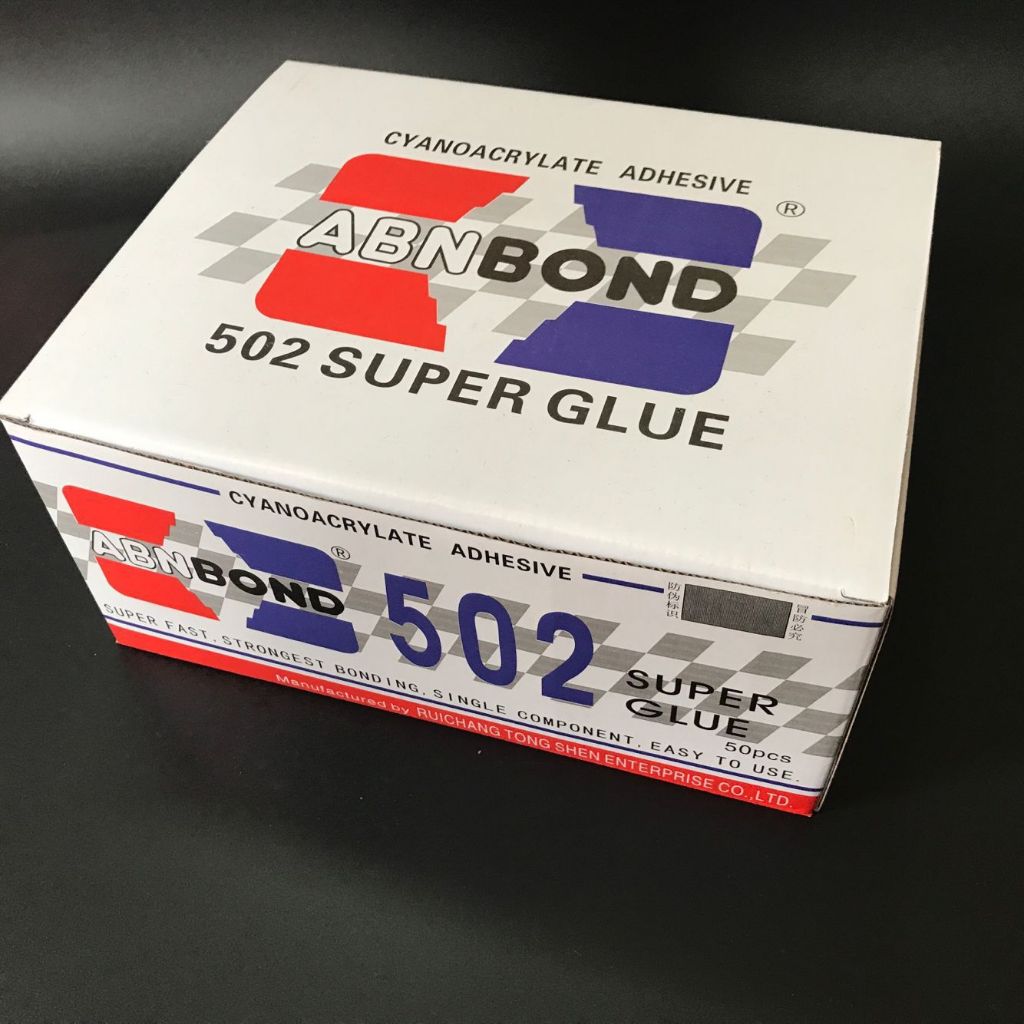 CYANOACRYLATE ADHESIVE
ABNBOND®
502 SUPER GLUE
CYANOACRYLATE ADHESIVE
ABNBOND®
502
SUPER
GLUE
50pcs
防伪标识
冒防必究
SUPER FAST, STRONGEST BONDING, SINGLE COMPONENT, EASY TO USE.
Manufactured by RUICHANG TONG SHEN ENTERPRISE CO.,LTD.